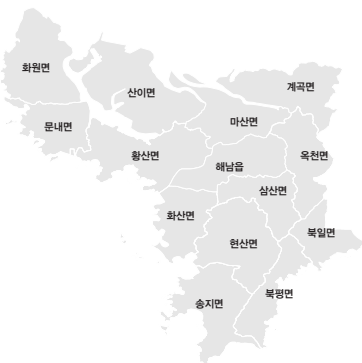 화원면
산이면
계곡면
문내면
마산면
황산면
해남읍
옥천면
삼산면
화산면
현산면
북일면
송지면
북평면